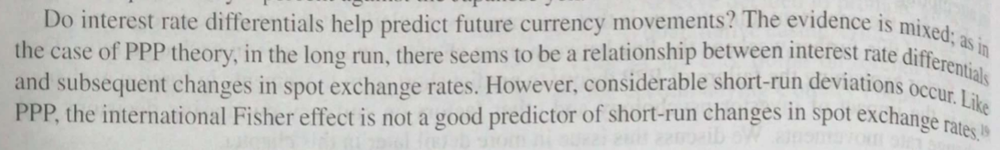 Do interest rate differentials help predict future currency movements? The evidence is mixed; as in
the case of PPP theory, in the long run, there seems to be a relationship between interest rate differentials
and subsequent changes in spot exchange rates. However, considerable short-run deviations occur. Like
PPP, the international Fisher effect is not a good predictor of short-run changes in spot exchange rates.¹⁹